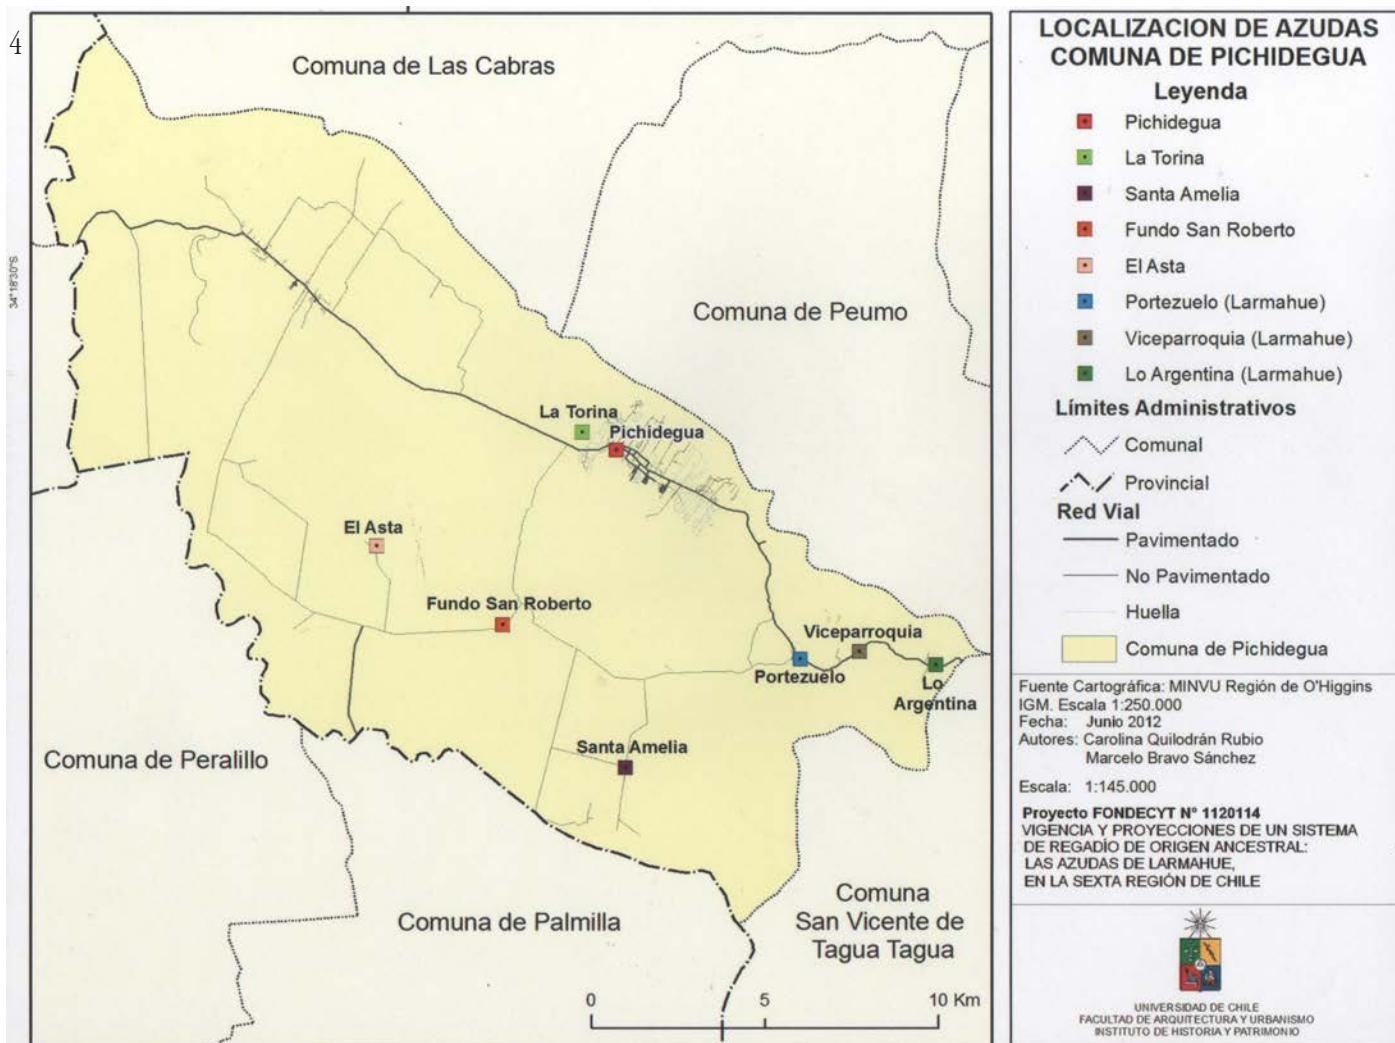 4
Comuna de Las Cabras
34°18'30"S
Comuna de Peumo
La Torina
Pichidegua
El Asta
Fundo San Roberto
Viceparroquia
Portezuelo
Lo
Argentina
Santa Amelia
Comuna de Peralillo
Comuna de Palmilla
Comuna
San Vicente de
Tagua Tagua
0 5 10 Km
LOCALIZACION DE AZUDAS
COMUNA DE PICHIDEGUA
Leyenda
Pichidegua
La Torina
Santa Amelia
Fundo San Roberto
El Asta
Portezuelo (Larmahue)
Viceparroquia (Larmahue)
Lo Argentina (Larmahue)
Límites Administrativos
Comunal
Provincial
Red Vial
Pavimentado
No Pavimentado
Huella
Comuna de Pichidegua
Fuente Cartográfica: MINVU Región de O'Higgins
IGM. Escala 1:250.000
Fecha: Junio 2012
Autores: Carolina Quilodrán Rubio
Marcelo Bravo Sánchez
Escala: 1:145.000
Proyecto FONDECYT Nº 1120114
VIGENCIA Y PROYECCIONES DE UN SISTEMA
DE REGADÍO DE ORIGEN ANCESTRAL:
LAS AZUDAS DE LARMAHUE,
EN LA SEXTA REGIÓN DE CHILE
UNIVERSIDAD DE CHILE
FACULTAD DE ARQUITECTURA Y URBANISMO
INSTITUTO DE HISTORIA Y PATRIMONIO